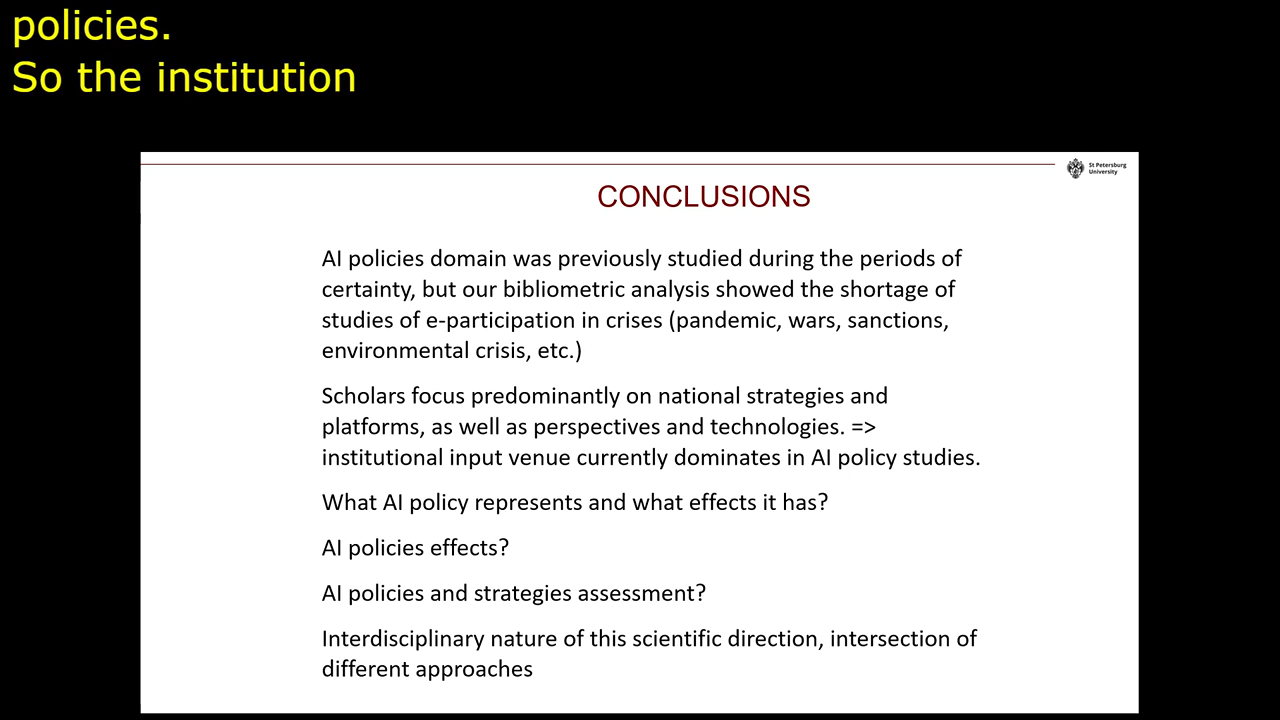 policies.
So the institution
St Petersburg
University
CONCLUSIONS
AI policies domain was previously studied during the periods of
certainty, but our bibliometric analysis showed the shortage of
studies of e-participation in crises (pandemic, wars, sanctions,
environmental crisis, etc.)
Scholars focus predominantly on national strategies and
platforms, as well as perspectives and technologies. =>
institutional input venue currently dominates in AI policy studies.
What AI policy represents and what effects it has?
AI policies effects?
AI policies and strategies assessment?
Interdisciplinary nature of this scientific direction, intersection of
different approaches